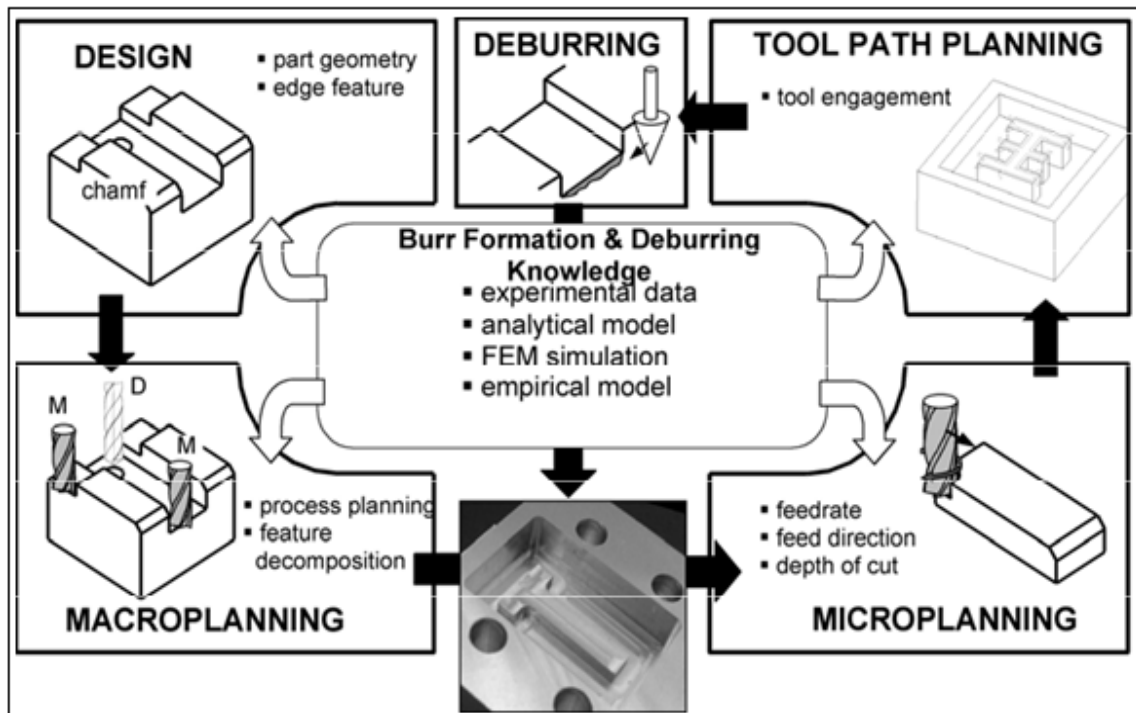 DESIGN
▪ part geometry
▪ edge feature
chamf
DEBURRING
TOOL PATH PLANNING
▪ tool engagement
Burr Formation & Deburring
Knowledge
▪ experimental data
▪ analytical model
▪ FEM simulation
▪ empirical model
M
D
M
▪ process planning
▪ feature
decomposition
MACROPLANNING
▪ feedrate
▪ feed direction
▪ depth of cut
MICROPLANNING